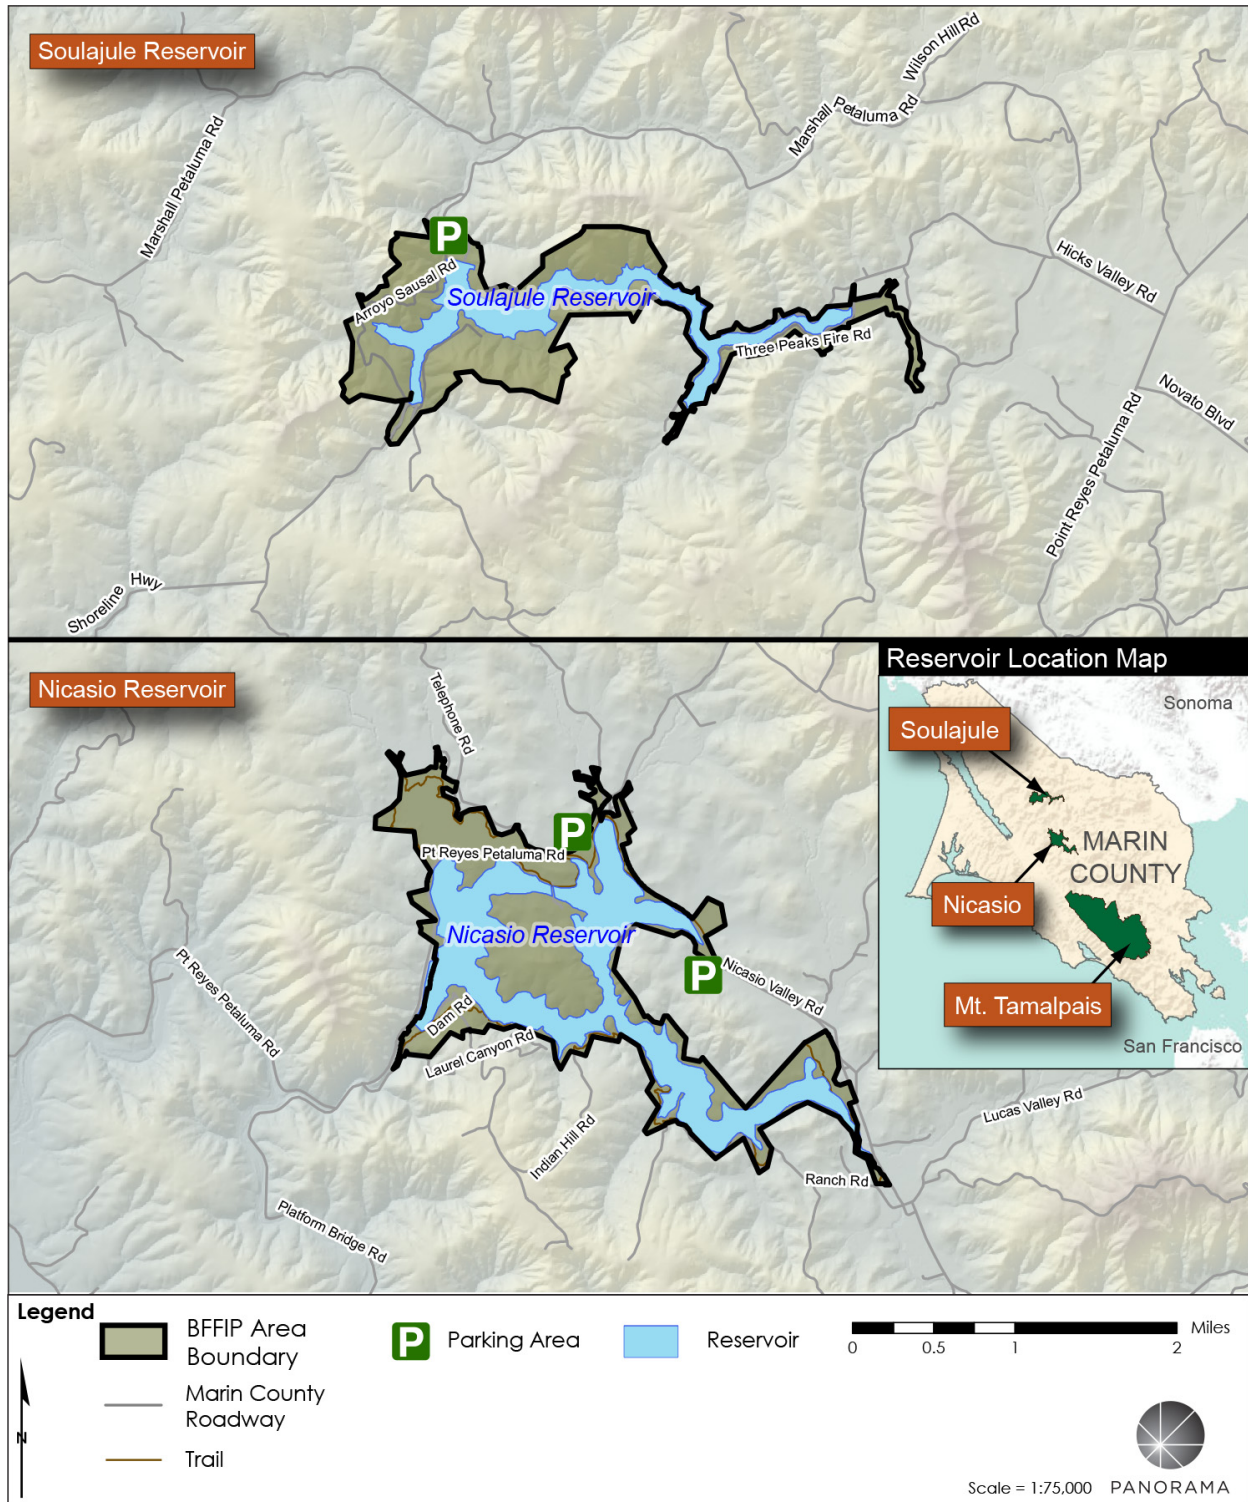 Soulajule Reservoir
Wilson Hill Rd
Marshall Petaluma Rd
Marshall Petaluma Rd
P
Arroyo Sausal Rd
Soulajule Reservoir
Hicks Valley Rd
Three Peaks Fire Rd
Novato Blvd
Point Reyes Petaluma Rd
Shoreline Hwy
Nicasio Reservoir
Telephone Rd
P
Pt Reyes Petaluma Rd
Nicasio Reservoir
P
Nicasio Valley Rd
Pt Reyes Petaluma Rd
Dam Rd
Laurel Canyon Rd
Indian Hill Rd
Lucas Valley Rd
Ranch Rd
Platform Bridge Rd
Reservoir Location Map
Sonoma
Soulajule
MARIN
COUNTY
Nicasio
Mt. Tamalpais
San Francisco
Legend
BFFIP Area
Boundary
P
Parking Area
Reservoir
Miles
0 0.5 1 2
Marin County
Roadway
N
Trail
Scale = 1:75,000
PANORAMA